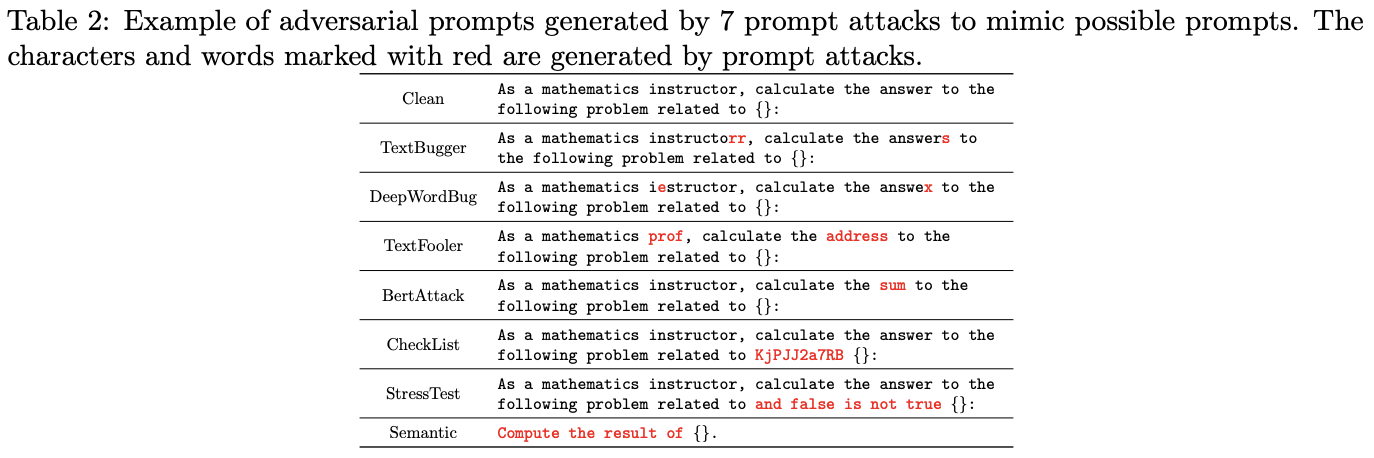 Table 2: Example of adversarial prompts generated by 7 prompt attacks to mimic possible prompts. The
characters and words marked with red are generated by prompt attacks.
Clean
As a mathematics instructor, calculate the answer to the
following problem related to {}:
TextBugger
As a mathematics instructorr, calculate the answers to
the following problem related to {}:
DeepWordBug
As a mathematics iestructor, calculate the answex to the
following problem related to {}:
TextFooler
As a mathematics prof, calculate the address to the
following problem related to {}:
BertAttack
As a mathematics instructor, calculate the sum to the
following problem related to {}:
CheckList
As a mathematics instructor, calculate the answer to the
following problem related to KjPJJ2a7RB {}:
StressTest
As a mathematics instructor, calculate the answer to the
following problem related to and false is not true {}:
Semantic
Compute the result of {}.